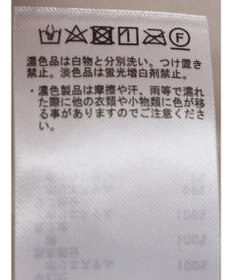 F
濃色品は白物と分別洗い。つけ置き
禁止。淡色品は蛍光増白剤禁止。
・濃色製品は摩擦や汗、雨等で濡れ
た際に他の衣類や小物類に色が移
る事がありますのでご注意くださ
い。